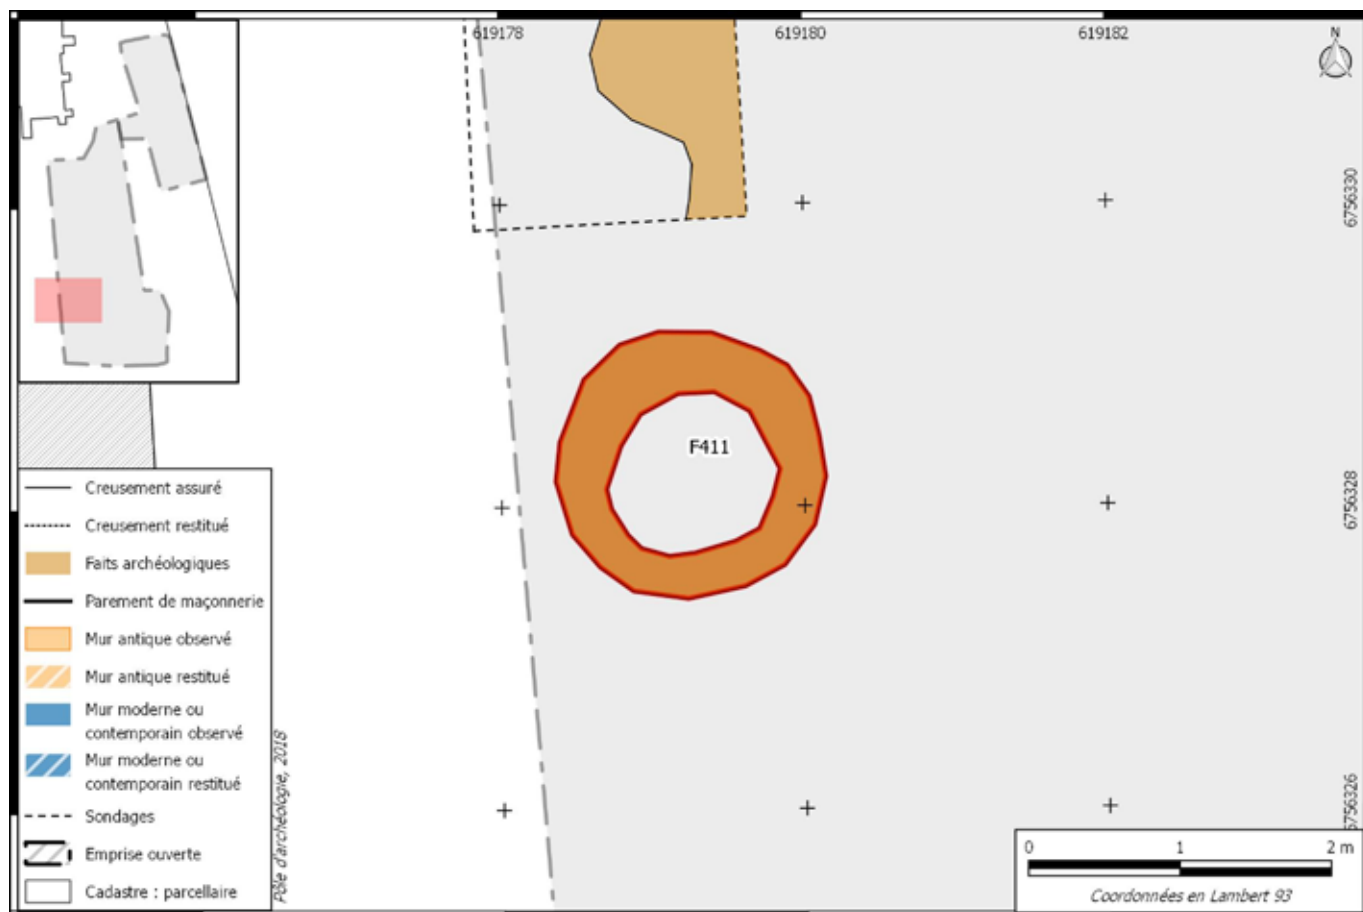 619178
619180
619182
N
6756330
F411
6756328
6756326
Creusement assuré
Creusement restitué
Faits archéologiques
Parement de maçonnerie
Mur antique observé
Mur antique restitué
Mur moderne ou
contemporain observé
Mur moderne ou
contemporain restitué
Sondages
Emprise ouverte
Cadastre : parcellaire
Pôle d'archéologie, 2018
0 1 2 m
Coordonnées en Lambert 93